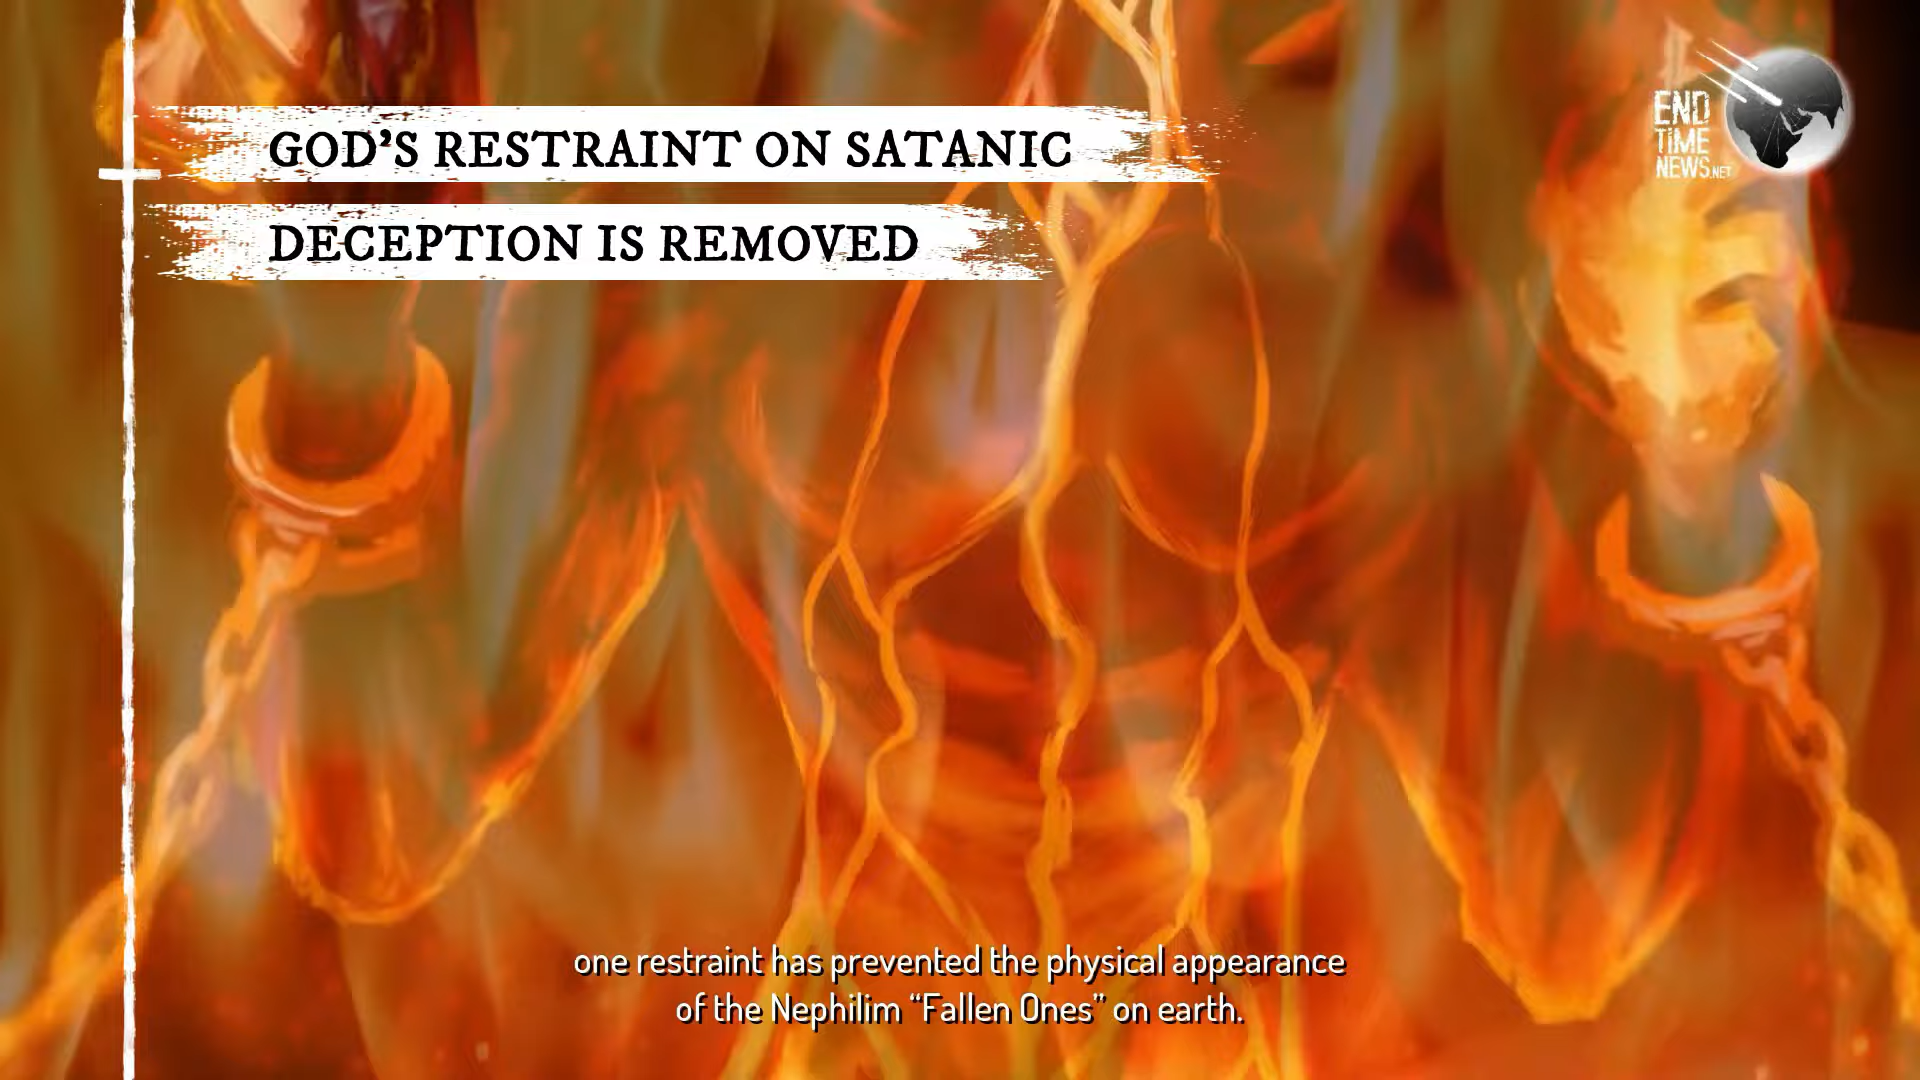 GOD’S RESTRAINT ON SATANIC
DECEPTION IS REMOVED
END
TIME
NEWS.NET
one restraint has prevented the physical appearance
of the Nephilim “Fallen Ones” on earth.